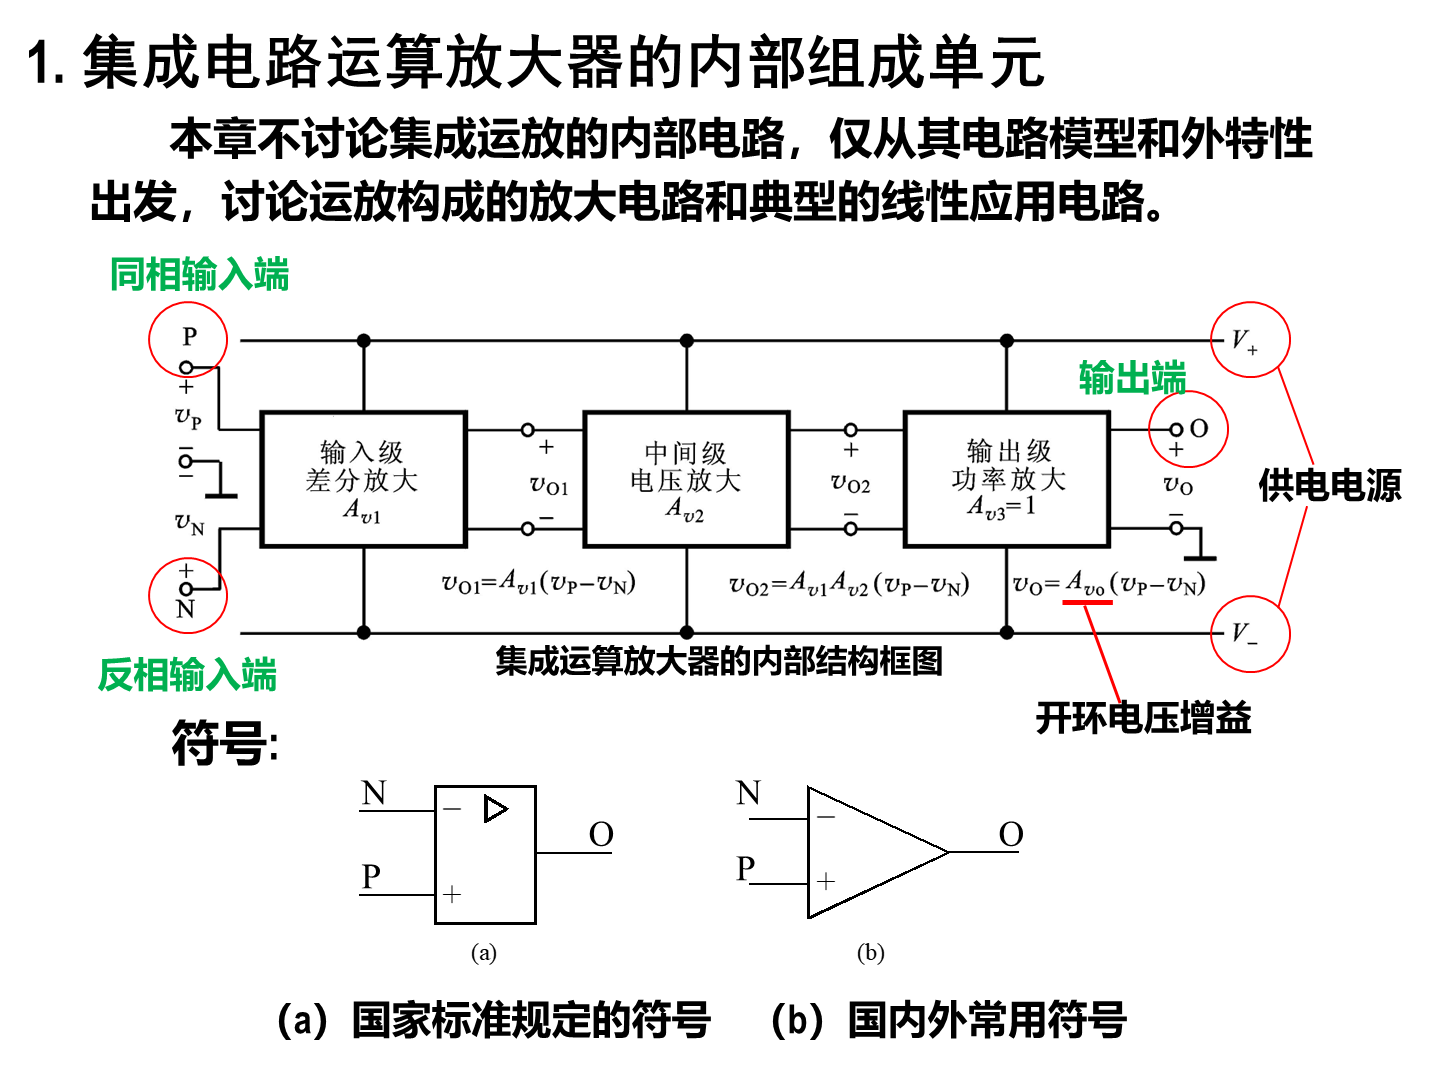 1. 集成电路运算放大器的内部组成单元
本章不讨论集成运放的内部电路，仅从其电路模型和外特性
出发，讨论运放构成的放大电路和典型的线性应用电路。
同相输入端
P
V+
+
输出端
vP
O
−
输入级
差分放大
Av1
+
vO1
−
中间级
电压放大
Av2
+
vO2
−
输出级
功率放大
Av3=1
+
vO
−
供电电源
−
vN
+
N
vO1=Av1(vP−vN)
vO2=Av1Av2(vP−vN)
vO=Avo(vP−vN)
V−
集成运算放大器的内部结构框图
反相输入端
开环电压增益
符号:
N
−
P
+
O
N
−
P
+
O
(a)
(b)
（a）国家标准规定的符号
（b）国内外常用符号